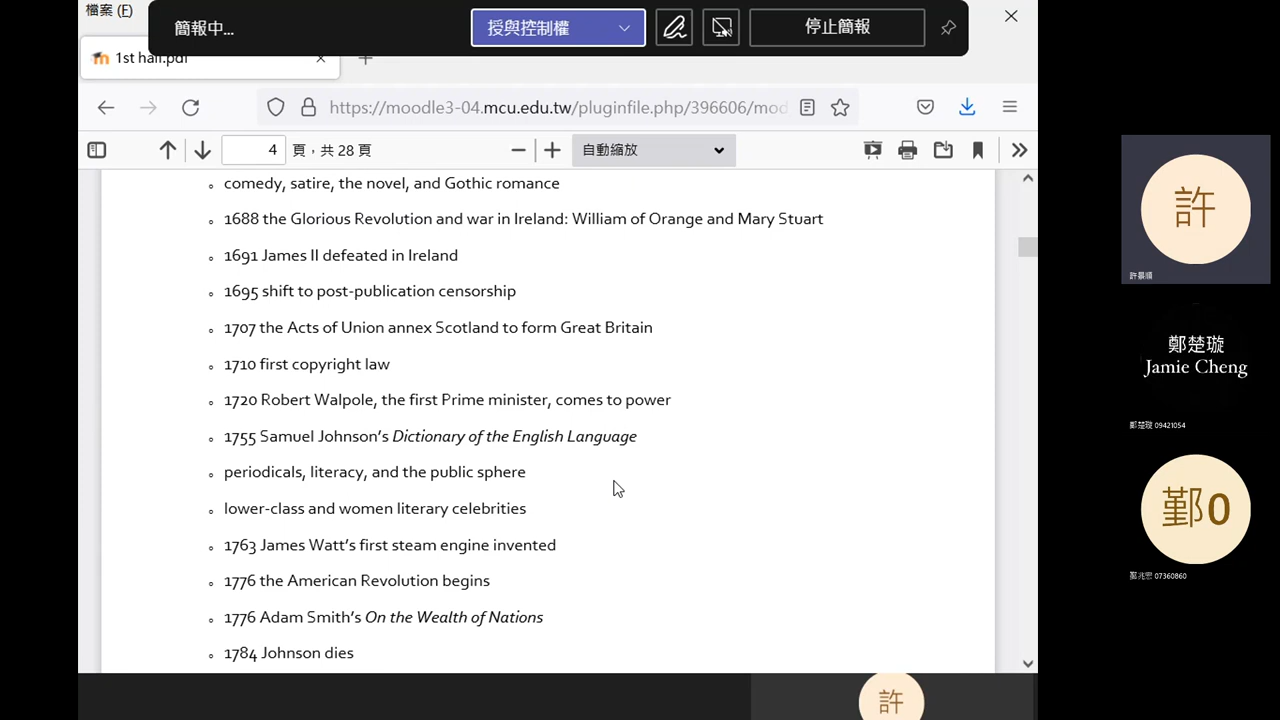 檔案 (F)
簡報中...
授與控制權
停止簡報
1st half.pdf
https://moodle3-04.mcu.edu.tw/pluginfile.php/396606/mod
4 頁，共 28 頁
自動縮放
comedy, satire, the novel, and Gothic romance
1688 the Glorious Revolution and war in Ireland: William of Orange and Mary Stuart
1691 James II defeated in Ireland
1695 shift to post-publication censorship
1707 the Acts of Union annex Scotland to form Great Britain
1710 first copyright law
1720 Robert Walpole, the first Prime minister, comes to power
1755 Samuel Johnson's Dictionary of the English Language
periodicals, literacy, and the public sphere
lower-class and women literary celebrities
1763 James Watt's first steam engine invented
1776 the American Revolution begins
1776 Adam Smith's On the Wealth of Nations
1784 Johnson dies
許
許
鄭楚璇
Jamie Cheng
鄭楚璇 09421054
鄞0
07360860